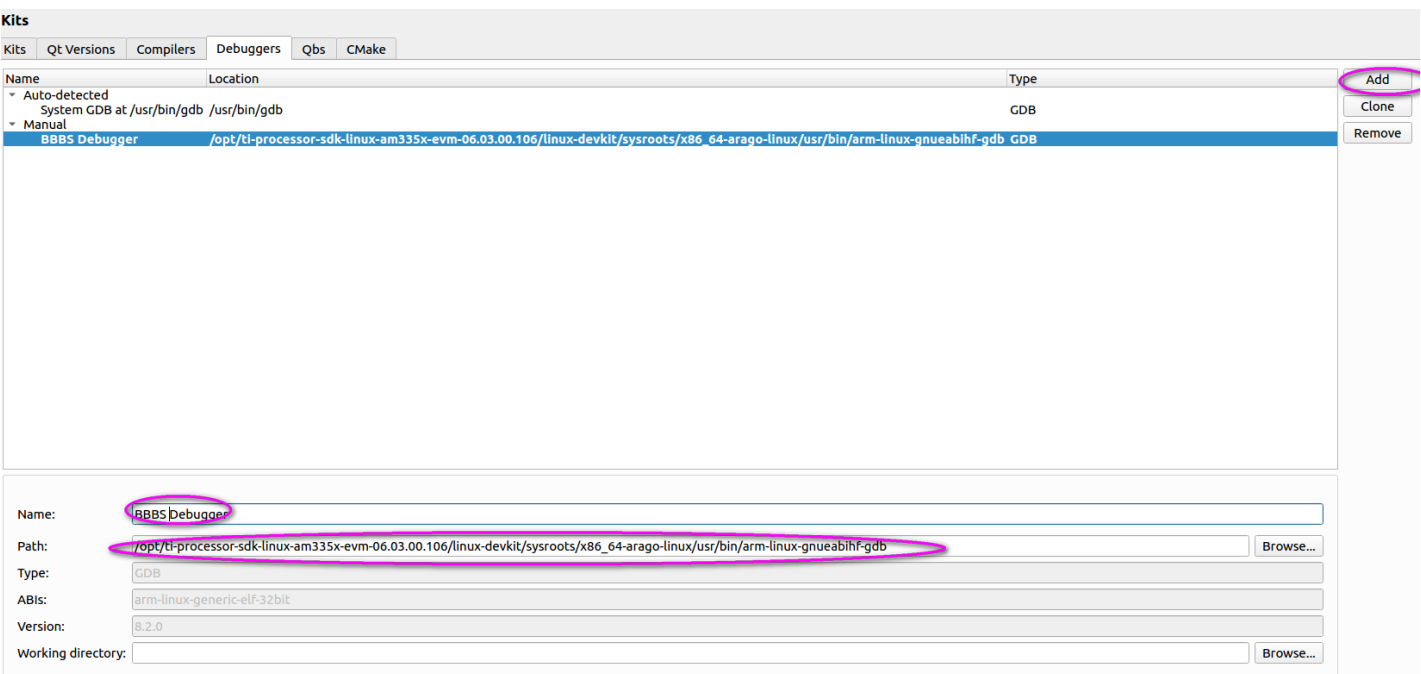 Kits
Kits Qt Versions Compilers Debuggers Qbs CMake
Name Location Type
Auto-detected
System GDB at /usr/bin/gdb /usr/bin/gdb GDB
Manual
BBBS Debugger /opt/ti-processor-sdk-linux-am335x-evm-06.03.00.106/linux-devkit/sysroots/x86_64-arago-linux/usr/bin/arm-linux-gnueabihf-gdb GDB
Add
Clone
Remove
Name: BBBS Debugger
Path: /opt/ti-processor-sdk-linux-am335x-evm-06.03.00.106/linux-devkit/sysroots/x86_64-arago-linux/usr/bin/arm-linux-gnueabihf-gdb Browse...
Type: GDB
ABIs: arm-linux-generic-elf-32bit
Version: 8.2.0
Working directory: Browse...